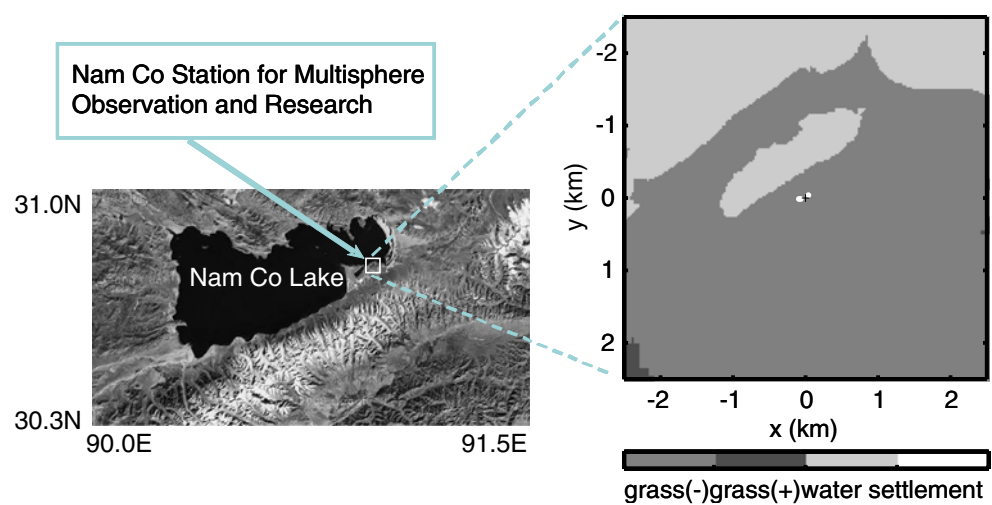 Nam Co Station for Multisphere
Observation and Research
31.0N
Nam Co Lake
30.3N
90.0E
91.5E
-2
-1
0
1
2
y (km)
-2
-1
0
1
2
x (km)
grass(-)grass(+)water settlement